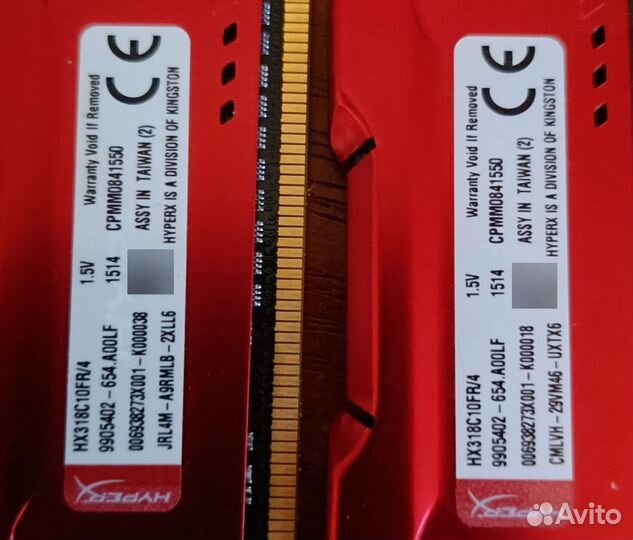 HX318C10FR/4 1.5V Warranty Void If Removed
9905402-654.A00LF 1514 CPMM0841550
006938273X001-K000038 ASSY IN TAIWAN (2)
JRL4M-A9RMLB-2XLL6 HYPERX IS A DIVISION OF KINGSTON
HYPERX
CE
HX318C10FR/4 1.5V Warranty Void If Removed
9905402-654.A00LF 1514 CPMM0841550
006938273X001-K000018 ASSY IN TAIWAN (2)
CMLVH-29VM46-UXTX6 HYPERX IS A DIVISION OF KINGSTON
HYPERX
CE
Avito